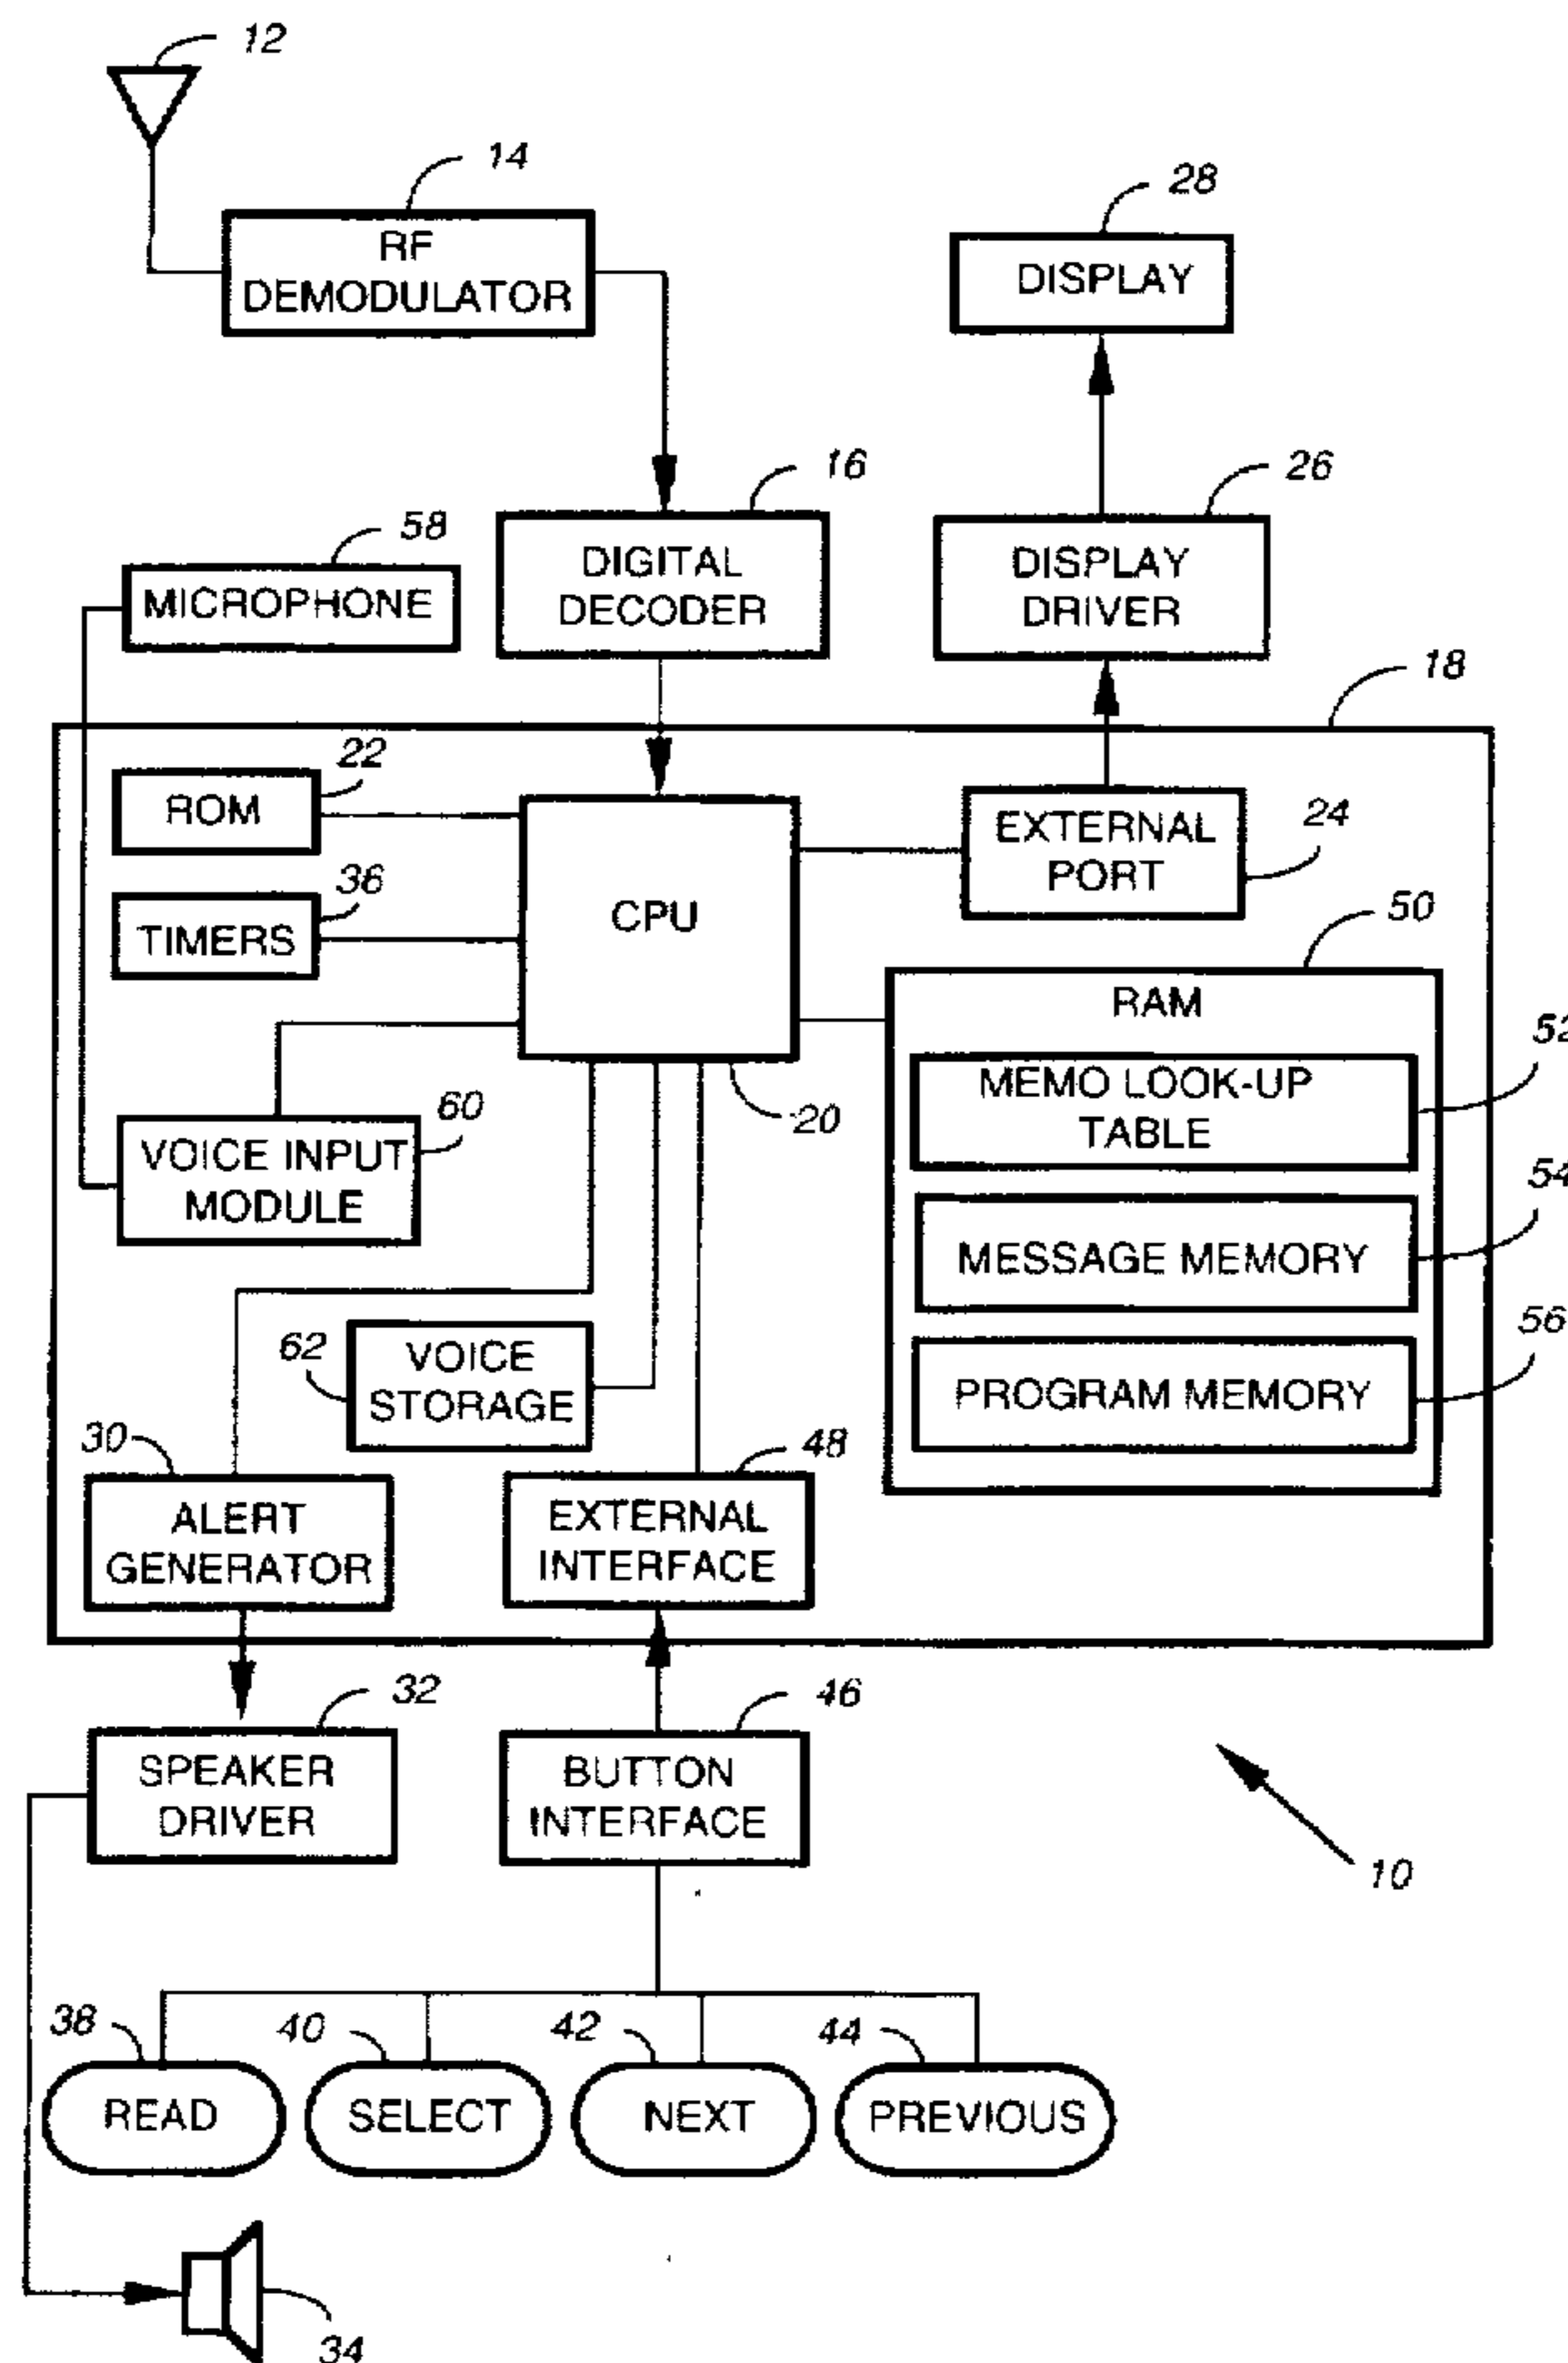 12
14
RF
DEMODULATOR
28
DISPLAY
16
DIGITAL
DECODER
26
DISPLAY
DRIVER
58
MICROPHONE
18
22
ROM
36
TIMERS
CPU
20
EXTERNAL
PORT
24
50
RAM
52
MEMO LOOK-UP
TABLE
54
MESSAGE MEMORY
56
PROGRAM MEMORY
60
VOICE INPUT
MODULE
62
VOICE
STORAGE
30
ALERT
GENERATOR
48
EXTERNAL
INTERFACE
32
SPEAKER
DRIVER
46
BUTTON
INTERFACE
10
38
READ
40
SELECT
42
NEXT
44
PREVIOUS
34